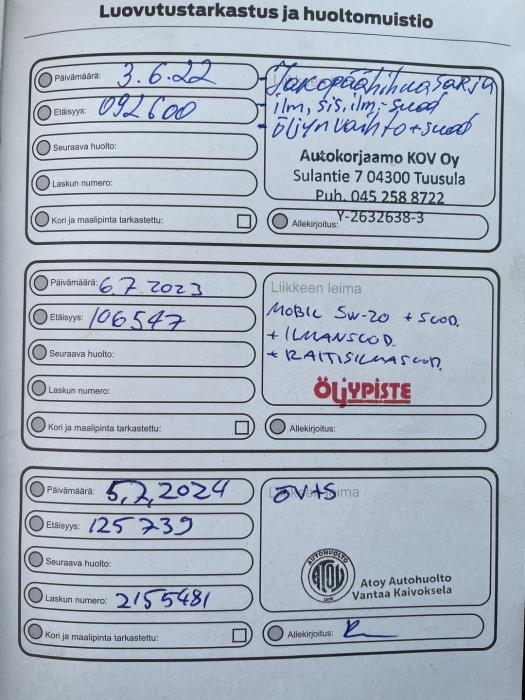 Luovutustarkastus ja huoltomuistio
Päivämäärä: 3.6.22
Etäisyys: 092600
Seuraava huolto:
Laskun numero:
Kori ja maalipinta tarkastettu:
- Jakopäähihnasarja
- ilm, sis.ilm,-suod
- öljynvaihto+suod
Autokorjaamo KOV Oy
Sulantie 7 04300 Tuusula
Puh. 045 258 8722
Y-2632638-3
Allekirjoitus:
Päivämäärä: 6.7.2023
Etäisyys: 106547
Seuraava huolto:
Laskun numero:
Kori ja maalipinta tarkastettu:
Liikkeen leima
MOBIL 5W-20 + SUOD.
+ ILMANSUOD.
+ RAITISILMASUOD.
ÖljYPISTE
Allekirjoitus:
Päivämäärä: 5,2,2024
Etäisyys: 125739
Seuraava huolto:
Laskun numero: 2155481
Kori ja maalipinta tarkastettu:
ÖV+S
AUTOHUOLTO
ATOY
Atoy Autohuolto
Vantaa Kaivoksela
Allekirjoitus: